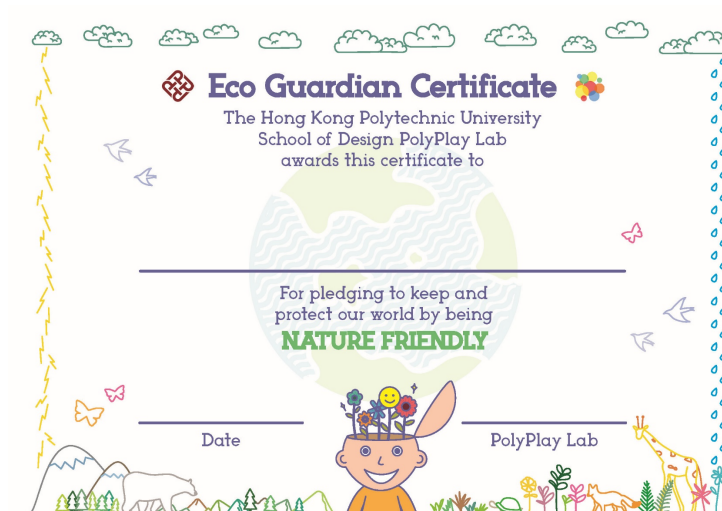 Eco Guardian Certificate
The Hong Kong Polytechnic University
School of Design PolyPlay Lab
awards this certificate to
For pledging to keep and
protect our world by being
NATURE FRIENDLY
Date
PolyPlay Lab